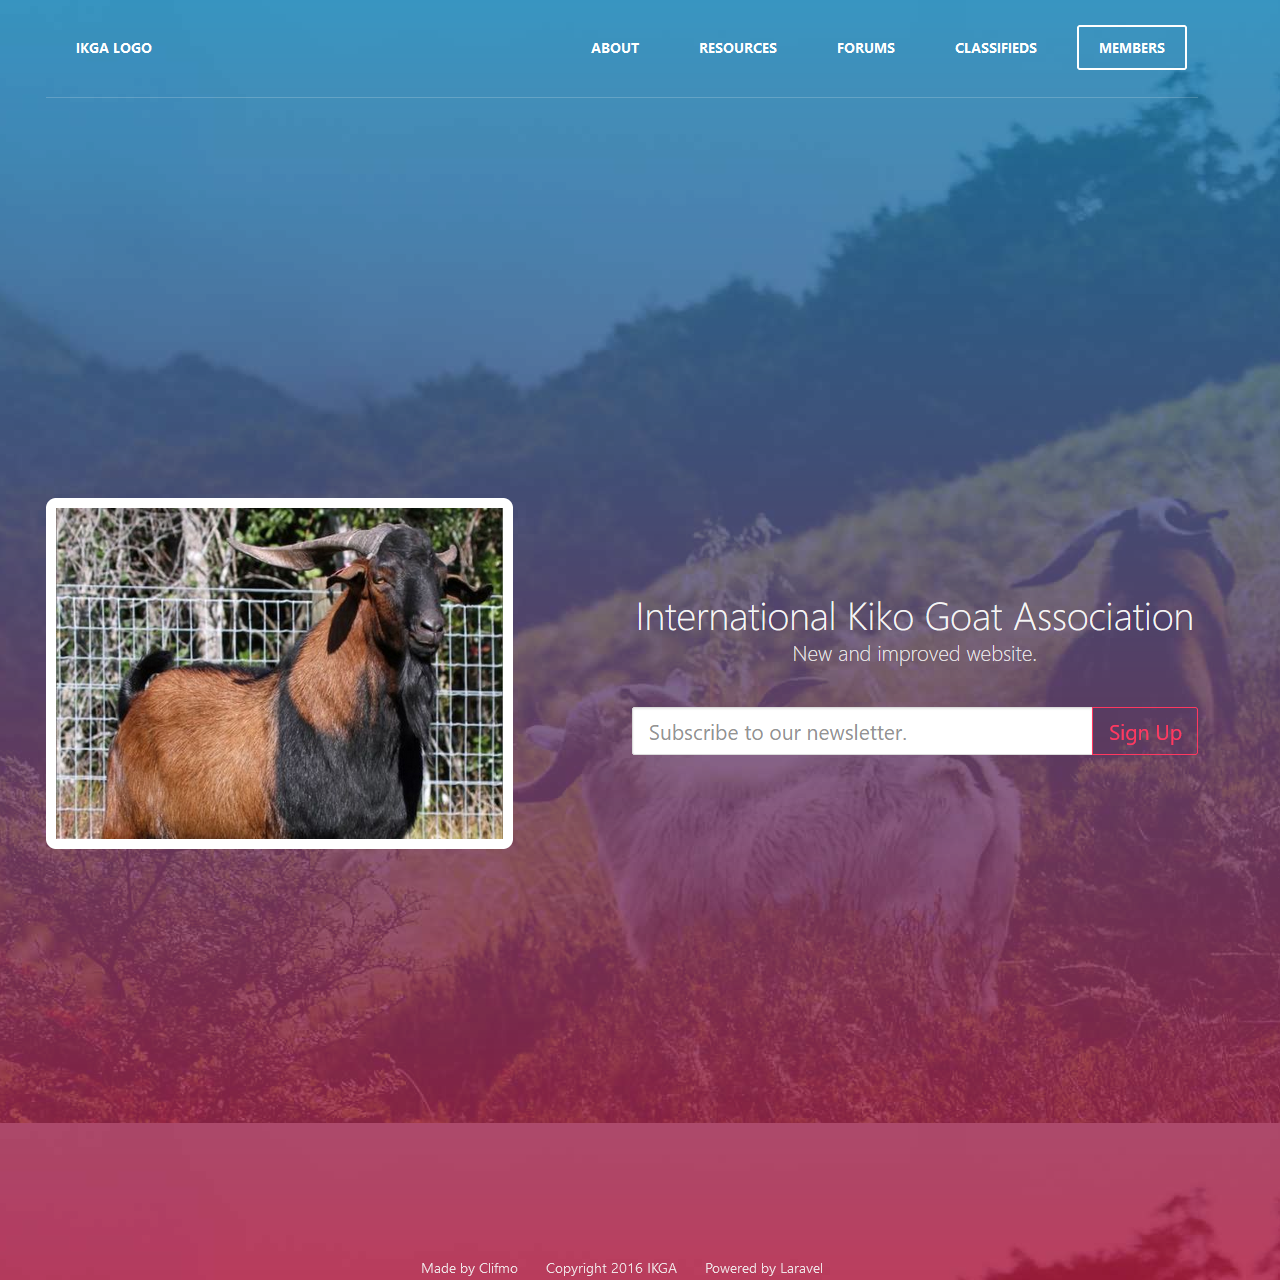 IKGA LOGO ABOUT RESOURCES FORUMS CLASSIFIEDS MEMBERS
International Kiko Goat Association
New and improved website.
Subscribe to our newsletter. Sign Up
Made by Clifmo Copyright 2016 IKGA Powered by Laravel